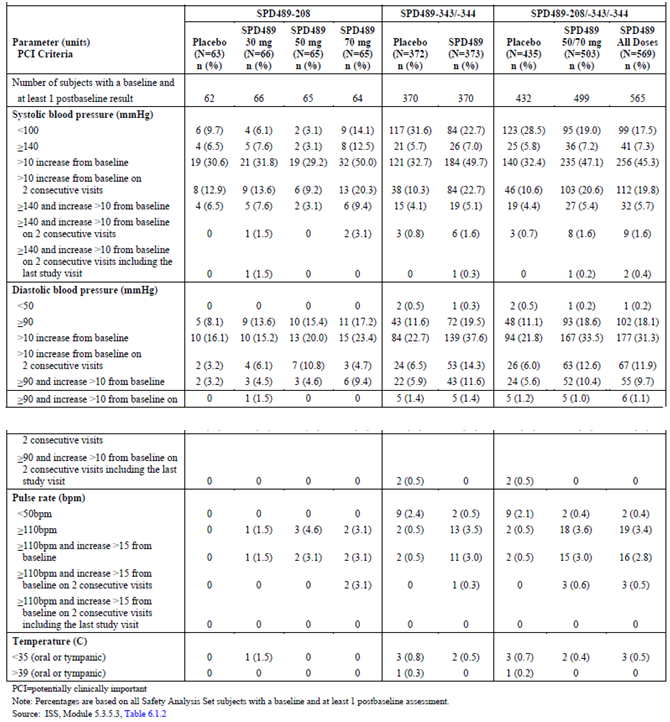 SPD489-208 SPD489-343/-344 SPD489-208/-343/-344
SPD489 SPD489 SPD489 SPD489 SPD489
Parameter (units) Placebo 30 mg 50 mg 70 mg Placebo SPD489 Placebo 50/70 mg All Doses
PCI Criteria (N=63) (N=66) (N=65) (N=65) (N=372) (N=373) (N=435) (N=503) (N=569)
n (%) n (%) n (%) n (%) n (%) n (%) n (%) n (%) n (%)
Number of subjects with a baseline and
at least 1 postbaseline result 62 66 65 64 370 370 432 499 565
Systolic blood pressure (mmHg)
<100 6 (9.7) 4 (6.1) 2 (3.1) 9 (14.1) 117 (31.6) 84 (22.7) 123 (28.5) 95 (19.0) 99 (17.5)
≥140 4 (6.5) 5 (7.6) 2 (3.1) 8 (12.5) 21 (5.7) 26 (7.0) 25 (5.8) 36 (7.2) 41 (7.3)
>10 increase from baseline 19 (30.6) 21 (31.8) 19 (29.2) 32 (50.0) 121 (32.7) 184 (49.7) 140 (32.4) 235 (47.1) 256 (45.3)
>10 increase from baseline on
2 consecutive visits 8 (12.9) 9 (13.6) 6 (9.2) 13 (20.3) 38 (10.3) 84 (22.7) 46 (10.6) 103 (20.6) 112 (19.8)
≥140 and increase >10 from baseline 4 (6.5) 5 (7.6) 2 (3.1) 6 (9.4) 15 (4.1) 19 (5.1) 19 (4.4) 27 (5.4) 32 (5.7)
≥140 and increase >10 from baseline
on 2 consecutive visits 0 1 (1.5) 0 2 (3.1) 3 (0.8) 6 (1.6) 3 (0.7) 8 (1.6) 9 (1.6)
≥140 and increase >10 from baseline
on 2 consecutive visits including the
last study visit 0 1 (1.5) 0 0 0 1 (0.3) 0 1 (0.2) 2 (0.4)
Diastolic blood pressure (mmHg)
<50 0 0 0 0 2 (0.5) 1 (0.3) 2 (0.5) 1 (0.2) 1 (0.2)
≥90 5 (8.1) 9 (13.6) 10 (15.4) 11 (17.2) 43 (11.6) 72 (19.5) 48 (11.1) 93 (18.6) 102 (18.1)
>10 increase from baseline 10 (16.1) 10 (15.2) 13 (20.0) 15 (23.4) 84 (22.7) 139 (37.6) 94 (21.8) 167 (33.5) 177 (31.3)
>10 increase from baseline on
2 consecutive visits 2 (3.2) 4 (6.1) 7 (10.8) 3 (4.7) 24 (6.5) 53 (14.3) 26 (6.0) 63 (12.6) 67 (11.9)
≥90 and increase >10 from baseline 2 (3.2) 3 (4.5) 3 (4.6) 6 (9.4) 22 (5.9) 43 (11.6) 24 (5.6) 52 (10.4) 55 (9.7)
≥90 and increase >10 from baseline on 0 1 (1.5) 0 0 5 (1.4) 5 (1.4) 5 (1.2) 5 (1.0) 6 (1.1)
2 consecutive visits
≥90 and increase >10 from baseline on
2 consecutive visits including the last
study visit 0 0 0 0 2 (0.5) 0 2 (0.5) 0 0
Pulse rate (bpm)
<50bpm 0 0 0 0 9 (2.4) 2 (0.5) 9 (2.1) 2 (0.4) 2 (0.4)
≥110bpm 0 1 (1.5) 3 (4.6) 2 (3.1) 2 (0.5) 13 (3.5) 2 (0.5) 18 (3.6) 19 (3.4)
≥110bpm and increase >15 from
baseline 0 1 (1.5) 2 (3.1) 2 (3.1) 2 (0.5) 11 (3.0) 2 (0.5) 15 (3.0) 16 (2.8)
≥110bpm and increase >15 from
baseline on 2 consecutive visits 0 0 0 2 (3.1) 0 1 (0.3) 0 3 (0.6) 3 (0.5)
≥110bpm and increase >15 from
baseline on 2 consecutive visits
including the last study visit 0 0 0 0 0 0 0 0 0
Temperature (C)
<35 (oral or tympanic) 0 1 (1.5) 0 0 3 (0.8) 2 (0.5) 3 (0.7) 2 (0.4) 3 (0.5)
>39 (oral or tympanic) 0 0 0 0 1 (0.3) 0 1 (0.2) 0 0
PCI=potentially clinically important
Note: Percentages are based on all Safety Analysis Set subjects with a baseline and at least 1 postbaseline assessment.
Source: ISS, Module 5.3.5.3, Table 6.1.2